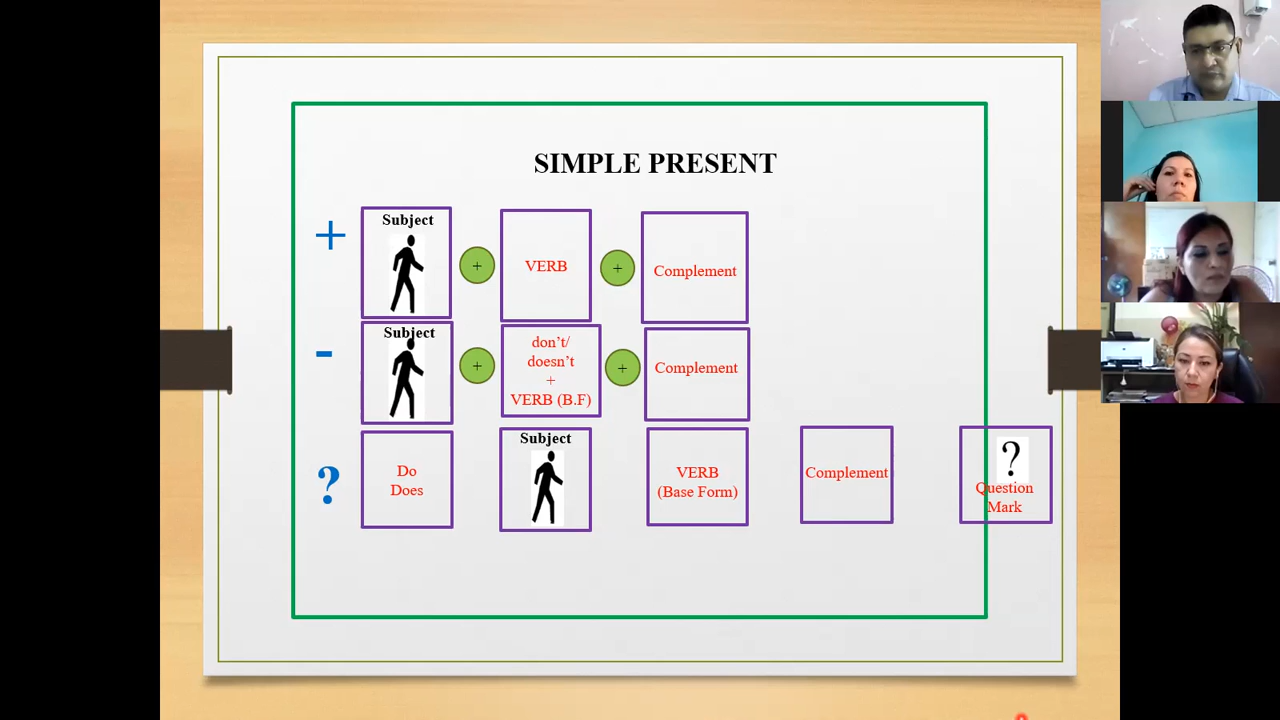 SIMPLE PRESENT
+
Subject
+
VERB
+
Complement
-
Subject
+
don't/
doesn't
+
VERB (B.F)
+
Complement
?
Do
Does
Subject
VERB
(Base Form)
Complement
?
Question
Mark